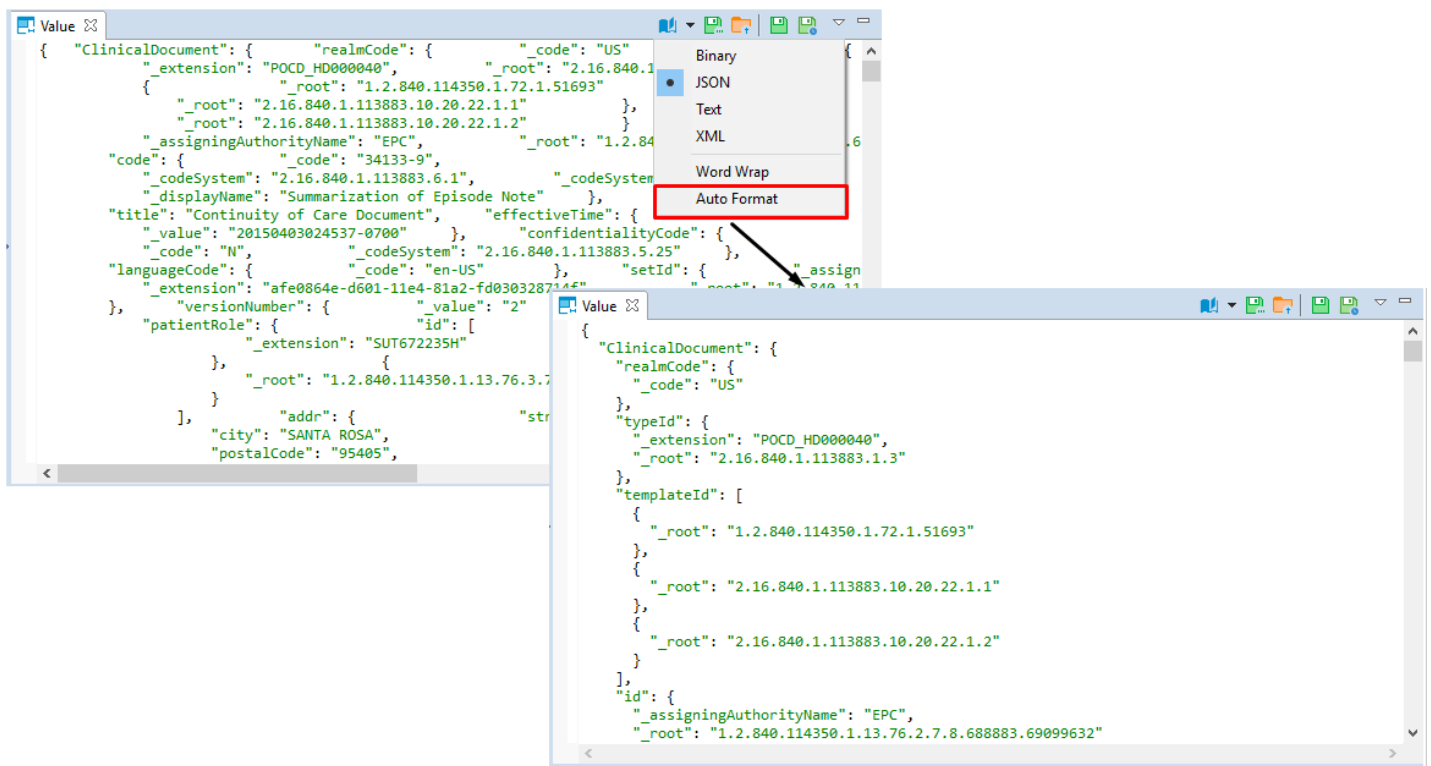 Value
{   "ClinicalDocument": {       "realmCode": {          "_code": "US"                         {
"_extension": "POCD_HD000040",          "_root": "2.16.840.1
{               "_root": "1.2.840.114350.1.72.1.51693"
"_root": "2.16.840.1.113883.10.20.22.1.1"           },
"_root": "2.16.840.1.113883.10.20.22.1.2"           }
"_assigningAuthorityName": "EPC",           "_root": "1.2.84                         .6
"code": {           "_code": "34133-9",
"_codeSystem": "2.16.840.1.113883.6.1",         "_codeSystem
"_displayName": "Summarization of Episode Note"     },
"title": "Continuity of Care Document",     "effectiveTime": {
"_value": "20150403024537-0700"     },      "confidentialityCode": {
"_code": "N",           "_codeSystem": "2.16.840.1.113883.5.25"     },
"languageCode": {           "_code": "en-US"        },      "setId": {          "_assign
"_extension": "afe0864e-d601-11e4-81a2-fd030328714f",            "_root": "1.2.840.11
},      "versionNumber": {          "_value": "2"
"patientRole": {                "id": [
"_extension": "SUT672235H"
},                  {
"_root": "1.2.840.114350.1.13.76.3.7
}
],          "addr": {                   "str
"city": "SANTA ROSA",
"postalCode": "95405",
Binary
JSON
Text
XML
Word Wrap
Auto Format
Value
{
"ClinicalDocument": {
"realmCode": {
"_code": "US"
},
"typeId": {
"_extension": "POCD_HD000040",
"_root": "2.16.840.1.113883.1.3"
},
"templateId": [
{
"_root": "1.2.840.114350.1.72.1.51693"
},
{
"_root": "2.16.840.1.113883.10.20.22.1.1"
},
{
"_root": "2.16.840.1.113883.10.20.22.1.2"
}
],
"id": {
"_assigningAuthorityName": "EPC",
"_root": "1.2.840.114350.1.13.76.2.7.8.688883.69099632"